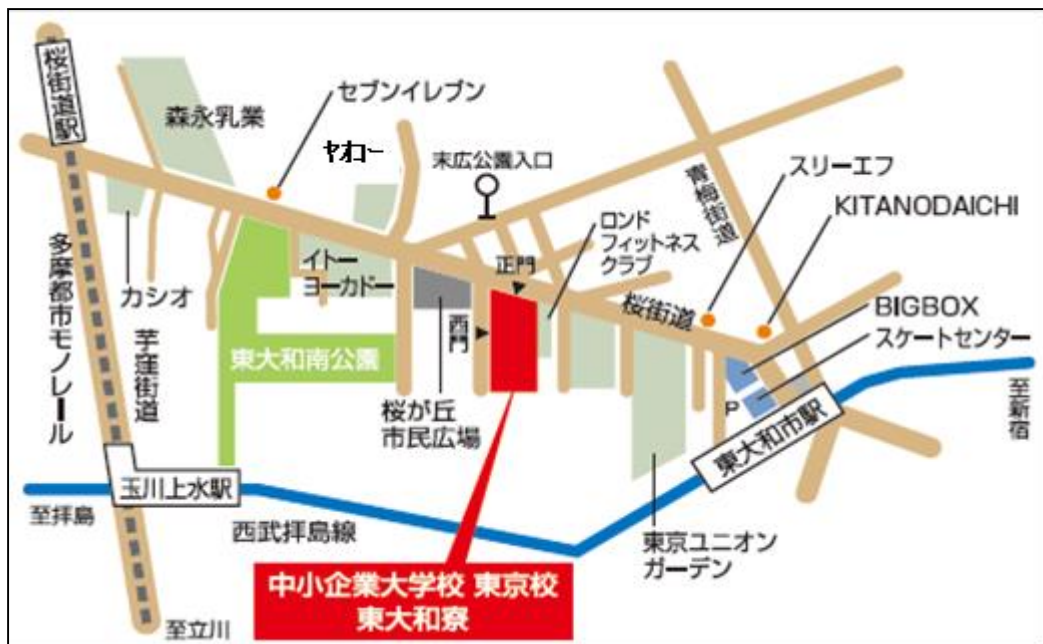 桜街道駅
森永乳業
セブンイレブン
ヤオコー
末広公園入口
青梅街道
スリーエフ
KITANODAICHI
ロンド
フィットネス
クラブ
多摩都市モノレール
カシオ
芋窪街道
イトー
ヨーカドー
正門
西門
桜街道
BIGBOX
スケートセンター
東大和南公園
桜が丘
市民広場
P
東大和市駅
至新宿
玉川上水駅
至拝島
西武拝島線
東京ユニオン
ガーデン
中小企業大学校 東京校
東大和寮
至立川